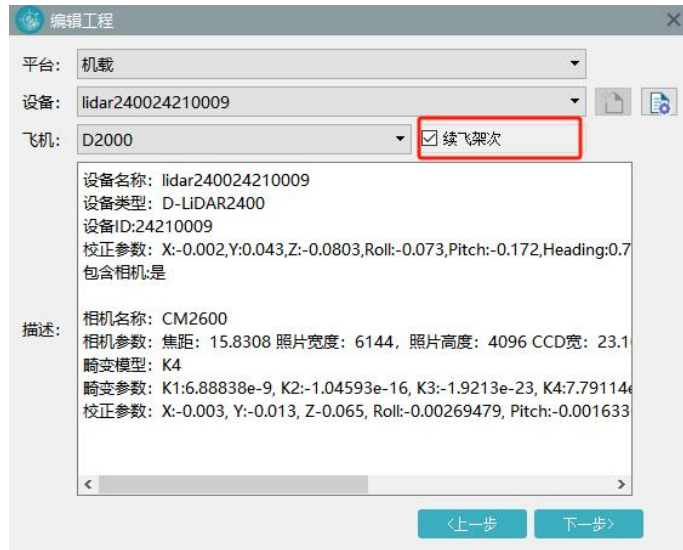 编辑工程
平台: 机载
设备: lidar240024210009
飞机: D2000 续飞架次
设备名称: lidar240024210009
设备类型: D-LiDAR2400
设备ID:24210009
校正参数: X:-0.002,Y:0.043,Z:-0.0803,Roll:-0.073,Pitch:-0.172,Heading:0.7
包含相机:是
描述:
相机名称: CM2600
相机参数: 焦距: 15.8308 照片宽度: 6144, 照片高度: 4096 CCD宽: 23.1
畸变模型: K4
畸变参数: K1:6.88838e-9, K2:-1.04593e-16, K3:-1.9213e-23, K4:7.79114e
校正参数: X:-0.003, Y:-0.013, Z-0.065, Roll:-0.00269479, Pitch:-0.001633
<上一步 下一步>